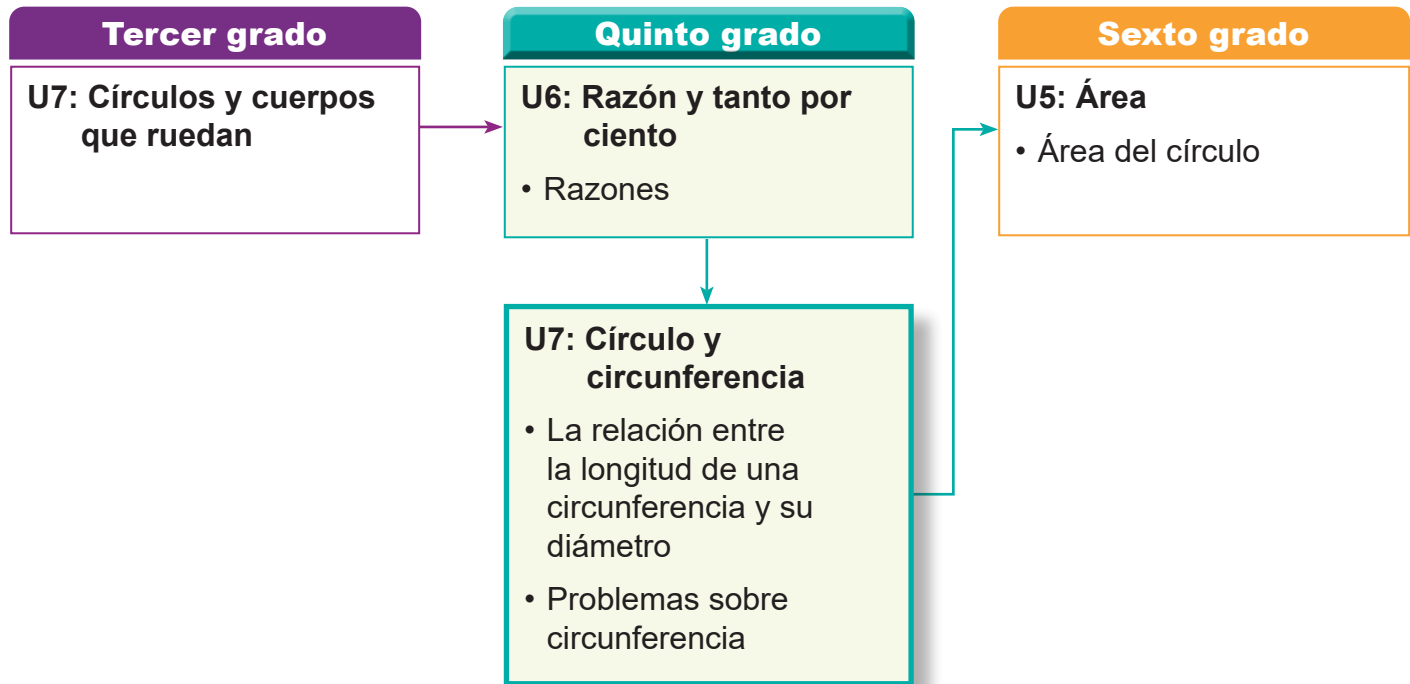 Tercer grado
U7: Círculos y cuerpos
que ruedan
Quinto grado
U6: Razón y tanto por
ciento
• Razones
U7: Círculo y
circunferencia
• La relación entre
la longitud de una
circunferencia y su
diámetro
• Problemas sobre
circunferencia
Sexto grado
U5: Área
• Área del círculo